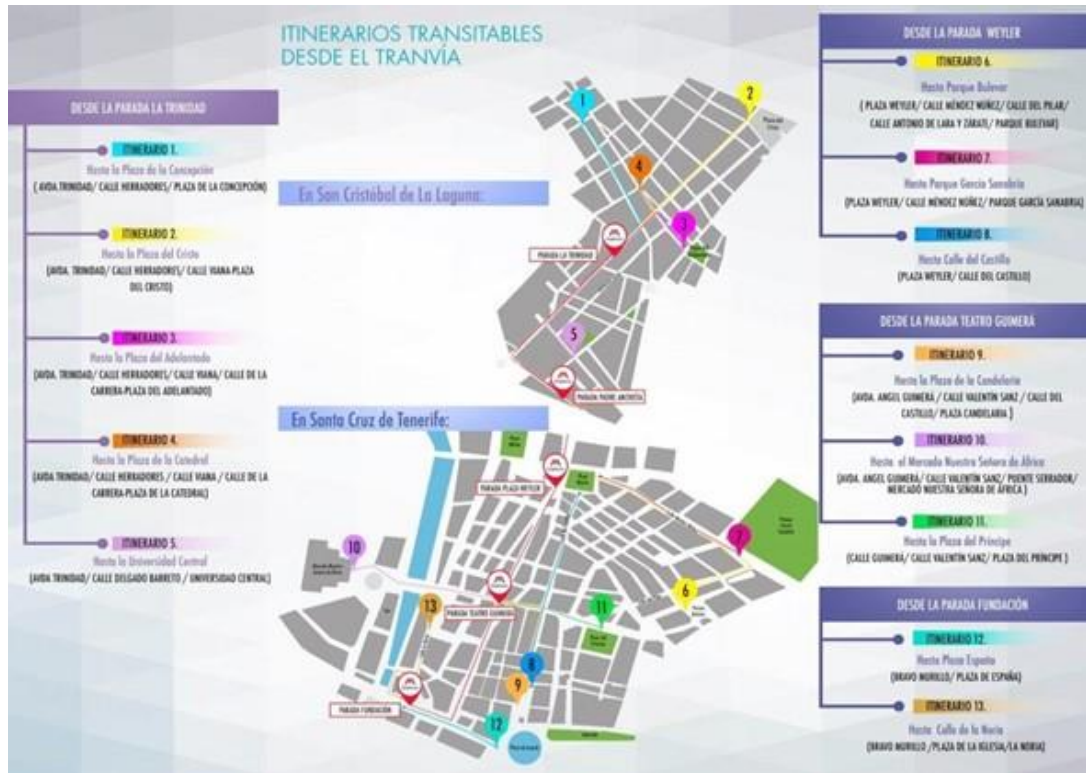 ITINERARIOS TRANSITABLES
DESDE EL TRANVÍA
DESDE LA PARADA LA TRINIDAD
ITINERARIO 1.
Hasta la Plaza de la Concepción
( AVDA TRINIDAD/ CALLE HERRADORES/ PLAZA DE LA CONCEPCIÓN)
ITINERARIO 2.
Hasta la Plaza del Cristo
(AVDA. TRINIDAD/ CALLE HERRADORES/ CALLE VIANA-PLAZA
DEL CRISTO)
ITINERARIO 3.
Hasta la Plaza del Adelantado
(AVDA. TRINIDAD/ CALLE HERRADORES/ CALLE VIANA/ CALLE DE LA
CARRERA-PLAZA DEL ADELANTADO)
ITINERARIO 4.
Hasta la Plaza de la Catedral
(AVDA TRINIDAD/ CALLE HERRADORES / CALLE VIANA / CALLE DE LA
CARRERA-PLAZA DE LA CATEDRAL)
ITINERARIO 5.
Hasta la Universidad Central
(AVDA TRINIDAD/ CALLE DELGADO BARRETO / UNIVERSIDAD CENTRAL)
En San Cristóbal de La Laguna:
1
2
4
3
PARADA LA TRINIDAD
5
PARADA PADRE ANCHIETA
En Santa Cruz de Tenerife:
PARADA PLAZA WEYLER
10
7
6
PARADA TEATRO GUIMERÁ
13
11
8
9
PARADA FUNDACIÓN
12
DESDE LA PARADA WEYLER
ITINERARIO 6.
Hasta Parque Bulevar
( PLAZA WEYLER/ CALLE MÉNDEZ NÚÑEZ/ CALLE DEL PILAR/
CALLE ANTONIO DE LARA Y ZÁRATE/ PARQUE BULEVAR)
ITINERARIO 7.
Hasta Parque García Sanabria
(PLAZA WEYLER/ CALLE MÉNDEZ NÚÑEZ/ PARQUE GARCÍA SANABRIA)
ITINERARIO 8.
Hasta Calle del Castillo
(PLAZA WEYLER/ CALLE DEL CASTILLO)
DESDE LA PARADA TEATRO GUIMERÁ
ITINERARIO 9.
Hasta la Plaza de la Candelaria
(AVDA. ANGEL GUIMERÁ / CALLE VALENTÍN SANZ / CALLE DEL
CASTILLO/ PLAZA CANDELARIA )
ITINERARIO 10.
Hasta el Mercado Nuestra Señora de África
(AVDA. ANGEL GUIMERÁ/ CALLE VALENTÍN SANZ/ PUENTE SERRADOR/
MERCADO NUESTRA SEÑORA DE ÁFRICA )
ITINERARIO 11.
Hasta la Plaza del Príncipe
(CALLE GUIMERÁ/ CALLE VALENTÍN SANZ/ PLAZA DEL PRÍNCIPE )
DESDE LA PARADA FUNDACIÓN
ITINERARIO 12.
Hasta Plaza España
(BRAVO MURILLO/ PLAZA DE ESPAÑA)
ITINERARIO 13.
Hasta Calle de la Noria
(BRAVO MURILLO /PLAZA DE LA IGLESIA/LA NORIA)